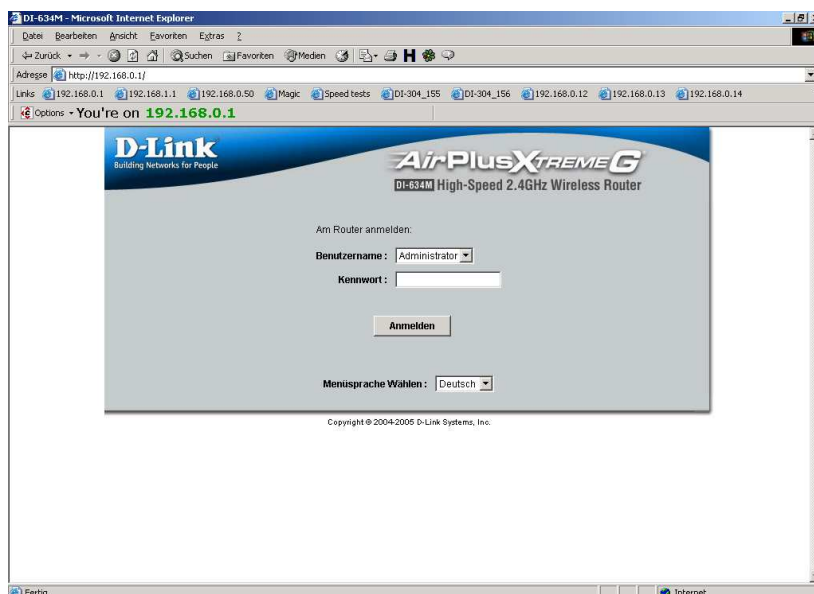 DI-634M - Microsoft Internet Explorer
Datei Bearbeiten Ansicht Favoriten Extras ?
Zurück Suchen Favoriten Medien
Adresse http://192.168.0.1/
Links 192.168.0.1 192.168.1.1 192.168.0.50 Magic Speed tests DI-304_155 DI-304_156 192.168.0.12 192.168.0.13 192.168.0.14
Options You're on 192.168.0.1
D-Link
Building Networks for People
AirPlusXTREMEG
DI-634M High-Speed 2.4GHz Wireless Router
Am Router anmelden:
Benutzername : Administrator
Kennwort :
Anmelden
Menüsprache Wählen : Deutsch
Copyright © 2004-2005 D-Link Systems, Inc.
Fertig Internet